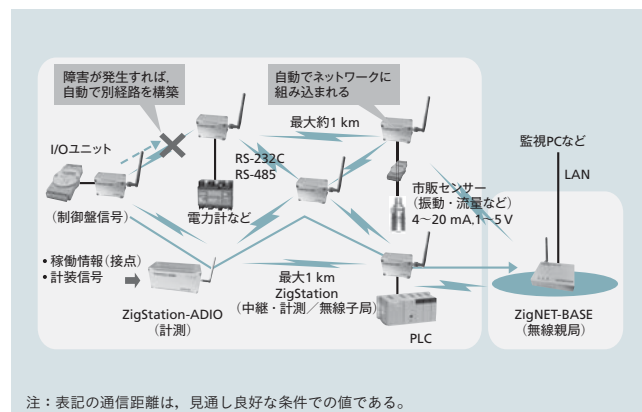 障害が発生すれば,
自動で別経路を構築
自動でネットワークに
組み込まれる
最大約1 km
監視PCなど
LAN
I/Oユニット
RS-232C
RS-485
(制御盤信号)
電力計など
市販センサー
(振動・流量など)
4〜20 mA,1〜5 V
•稼働情報(接点)
•計装信号
最大1 km
ZigStation
(中継・計測/無線子局)
ZigStation-ADIO
(計測)
PLC
ZigNET-BASE
(無線親局)
注:表記の通信距離は,見通し良好な条件での値である。